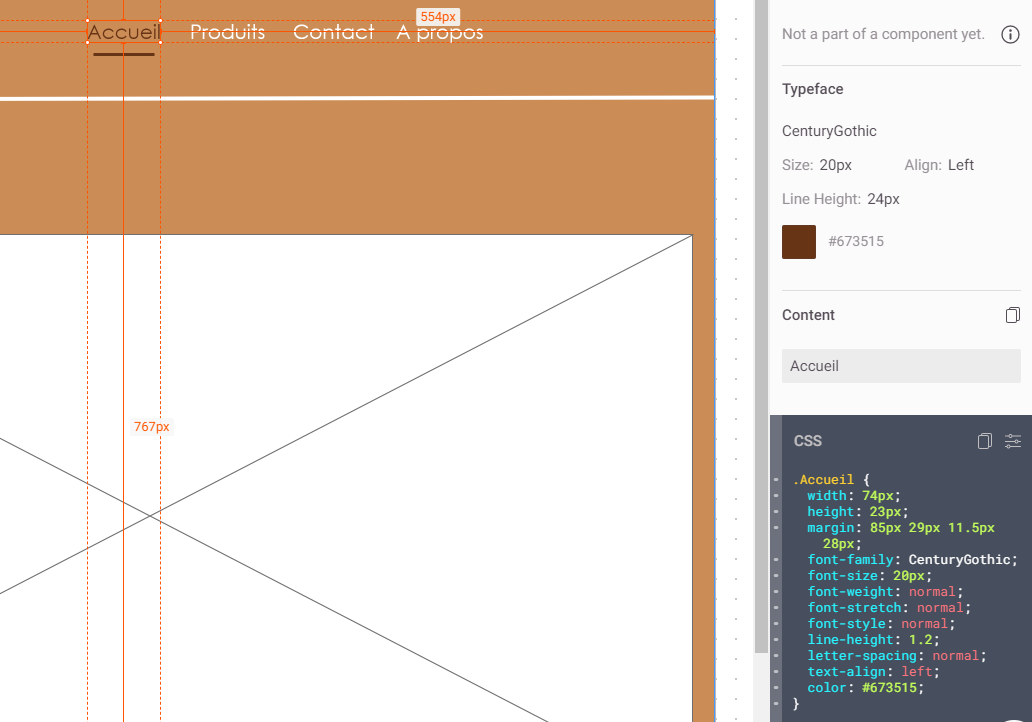 Accueil Produits Contact A propos
554px
767px
Not a part of a component yet.
Typeface
CenturyGothic
Size: 20px Align: Left
Line Height: 24px
#673515
Content
Accueil
CSS
.Accueil {
width: 74px;
height: 23px;
margin: 85px 29px 11.5px
28px;
font-family: CenturyGothic;
font-size: 20px;
font-weight: normal;
font-stretch: normal;
font-style: normal;
line-height: 1.2;
letter-spacing: normal;
text-align: left;
color: #673515;
}